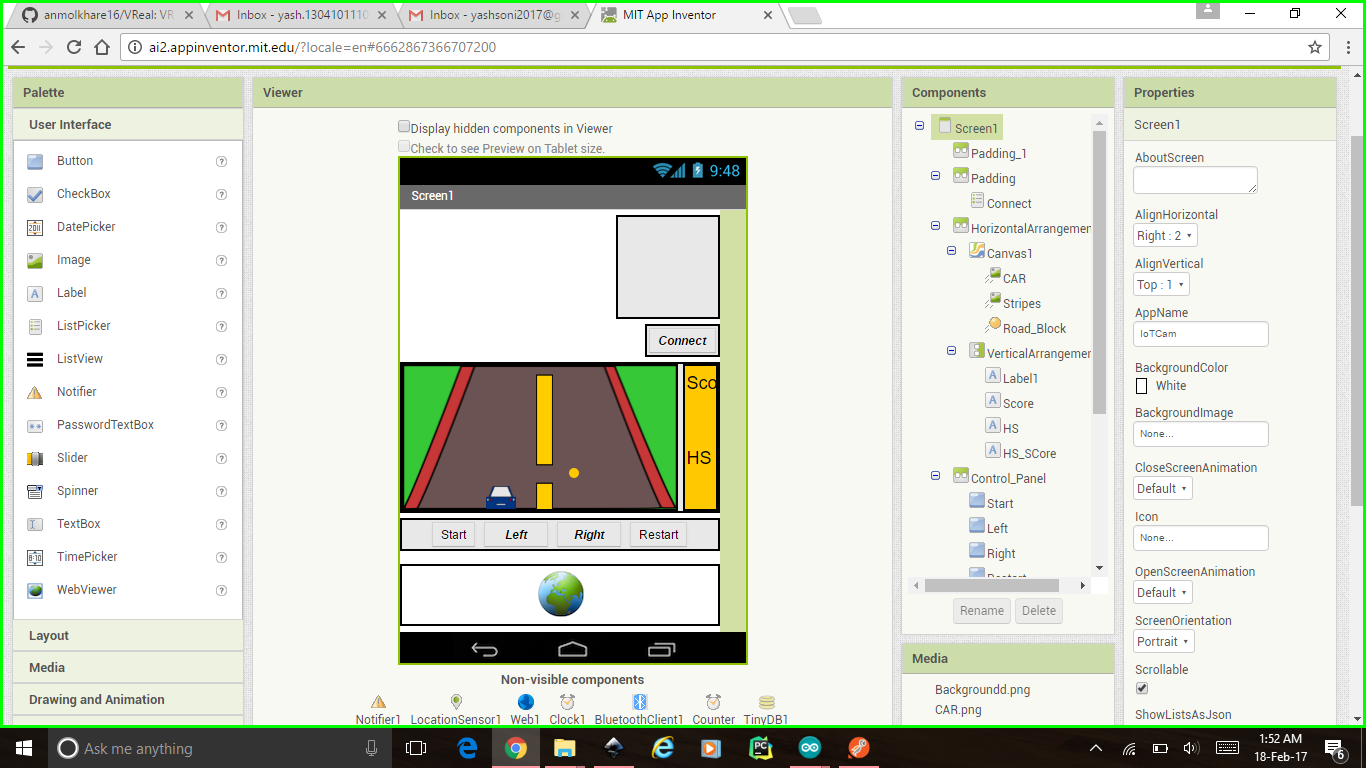 anmolkhare16/VReal: VR
Inbox - yash.1304101110
Inbox - yashsoni2017@g
MIT App Inventor
ai2.appinventor.mit.edu/?locale=en#6662867366707200
Palette
User Interface
Button
CheckBox
DatePicker
Image
Label
ListPicker
ListView
Notifier
PasswordTextBox
Slider
Spinner
TextBox
TimePicker
WebViewer
Layout
Media
Drawing and Animation
Viewer
Display hidden components in Viewer
Check to see Preview on Tablet size.
9:48
Screen1
Connect
Sco
HS
Start Left Right Restart
Non-visible components
Notifier1 LocationSensor1 Web1 Clock1 BluetoothClient1 Counter TinyDB1
Components
Screen1
Padding_1
Padding
Connect
HorizontalArrangemen
Canvas1
CAR
Stripes
Road_Block
VerticalArrangemen
Label1
Score
HS
HS_SCore
Control_Panel
Start
Left
Right
Rename Delete
Media
Backgroundd.png
CAR.png
Properties
Screen1
AboutScreen
AlignHorizontal
Right : 2
AlignVertical
Top : 1
AppName
IoTCam
BackgroundColor
White
BackgroundImage
None...
CloseScreenAnimation
Default
Icon
None...
OpenScreenAnimation
Default
ScreenOrientation
Portrait
Scrollable
ShowListsAsJson
Ask me anything
1:52 AM
18-Feb-17
6